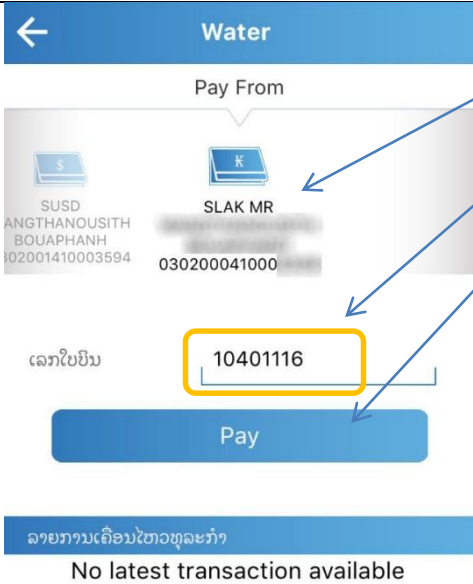 Water
Pay From
$
SUSD
ANGTHANOUSITH
BOUAPHANH
302001410003594
₭
SLAK MR
030200041000
ເລກໃບບິນ
10401116
Pay
ລາຍການເຄື່ອນໄຫວທຸລະກຳ
No latest transaction available